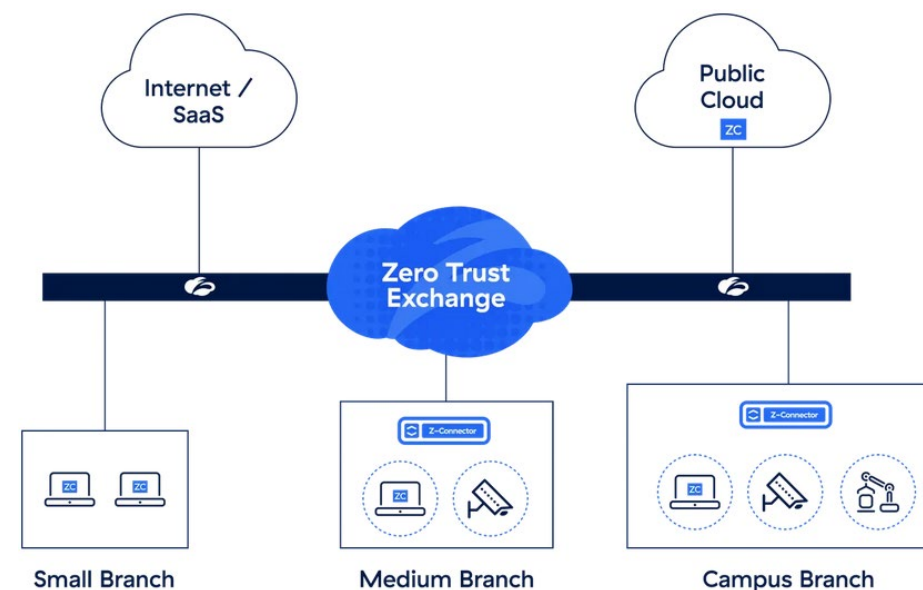 Internet /
SaaS
Public
Cloud
ZC
Zero Trust
Exchange
Z-Connector
Z-Connector
ZC
ZC
ZC
ZC
Small Branch
Medium Branch
Campus Branch